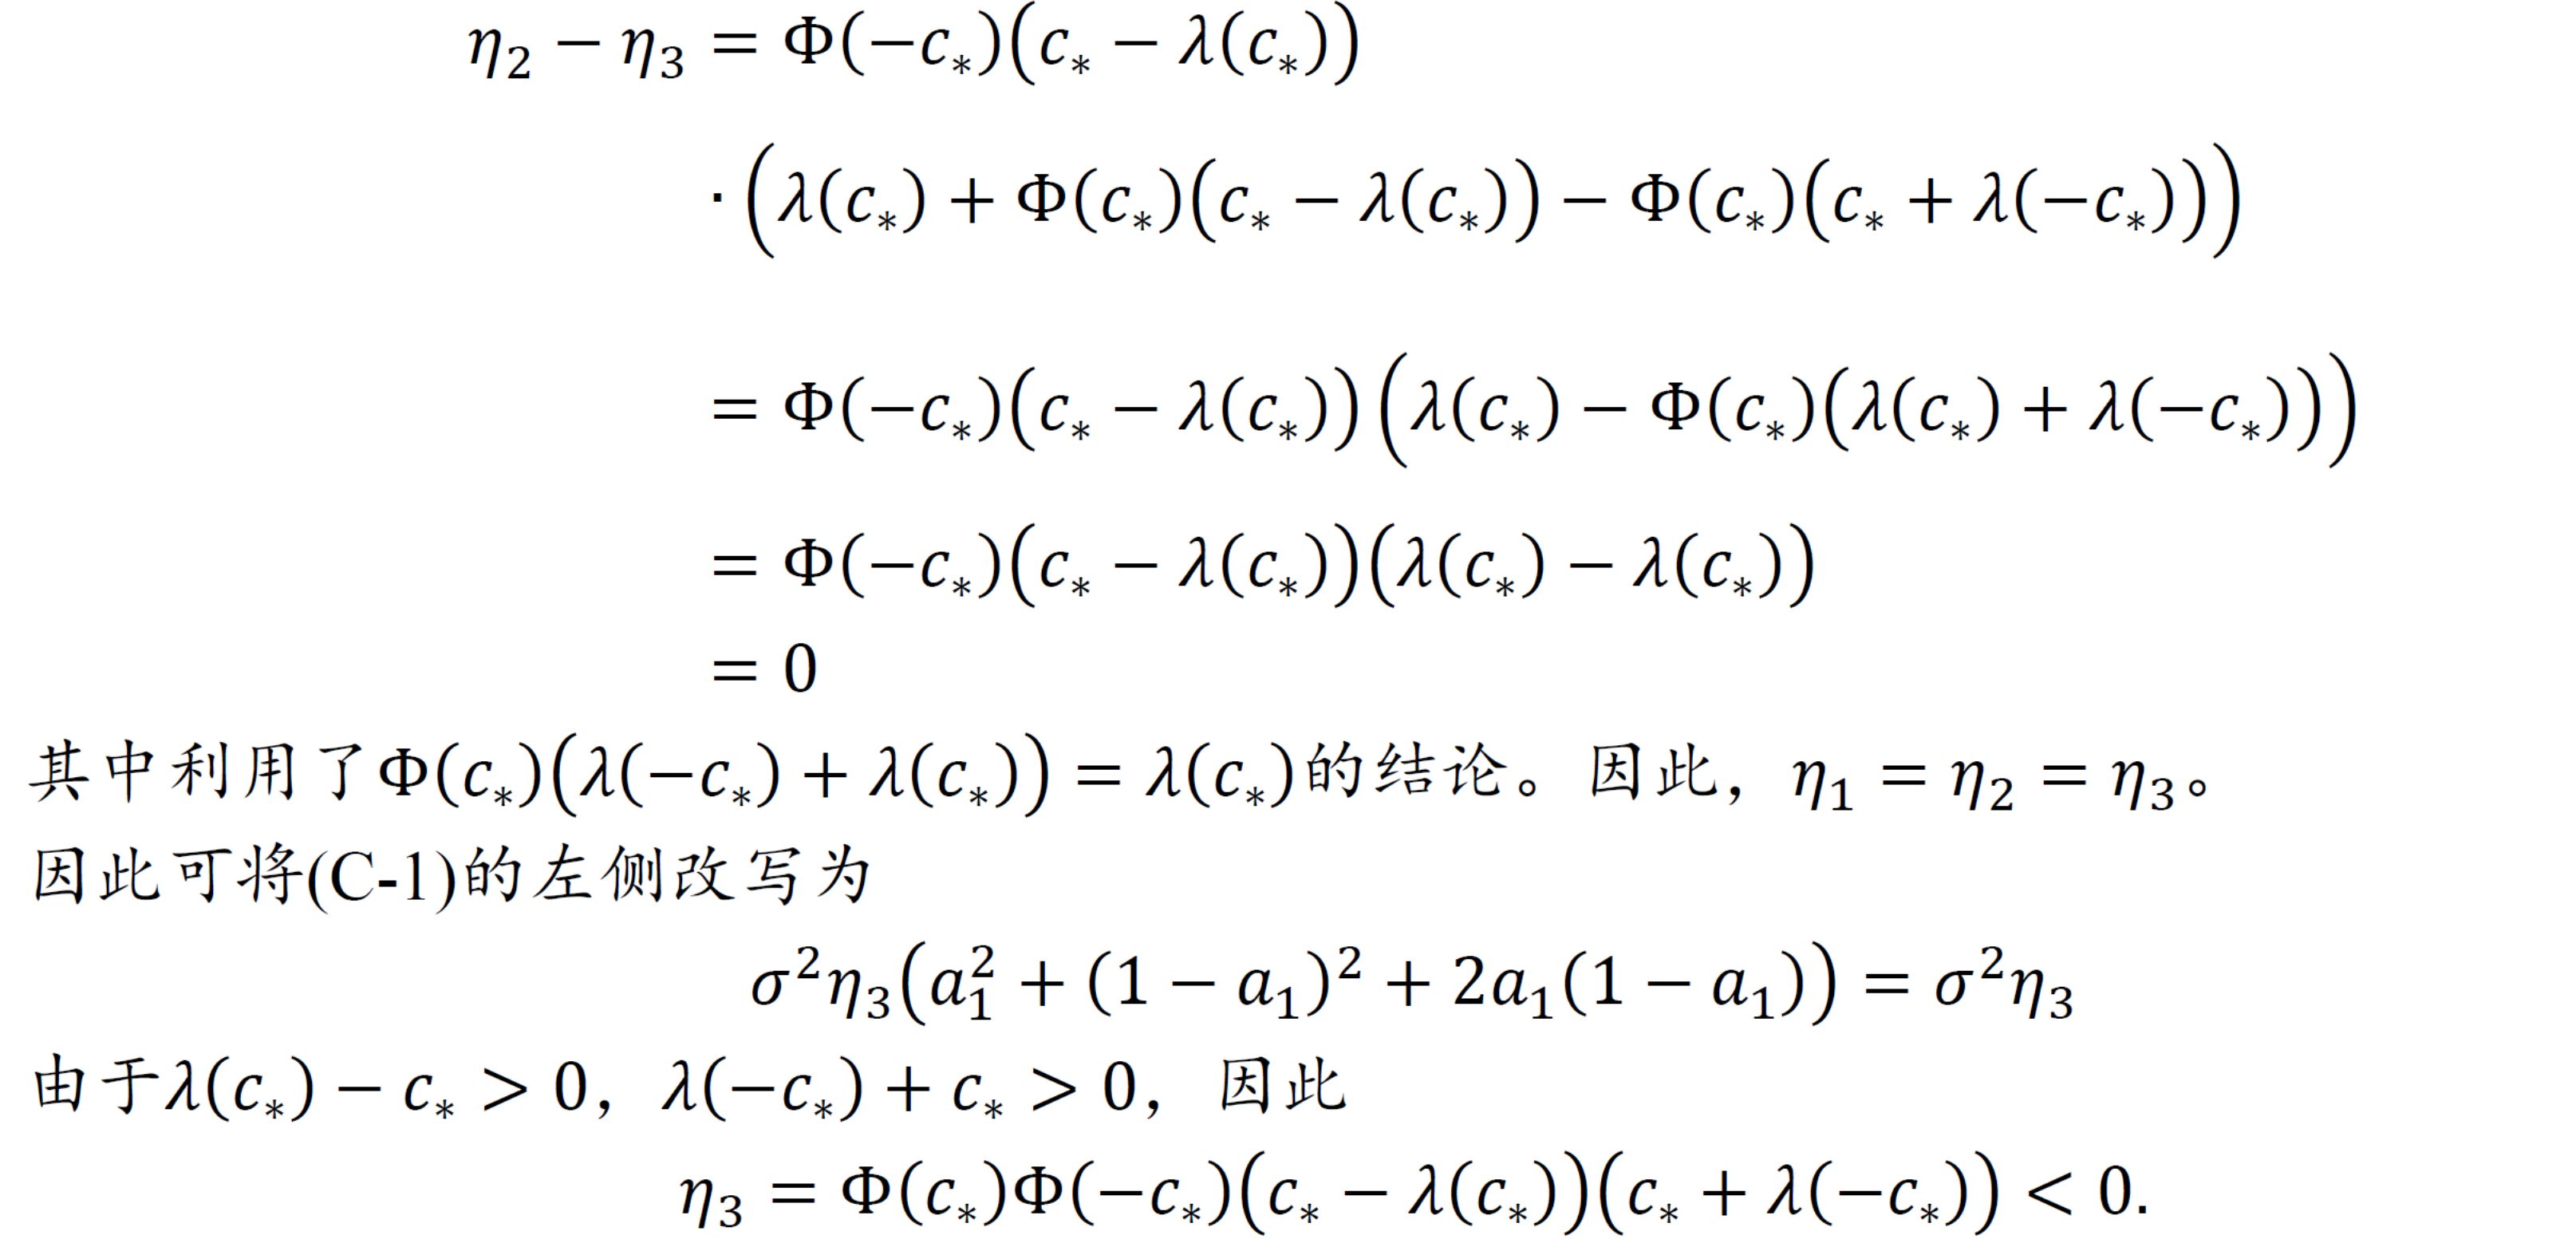 η₂ − η₃ = Φ(−c∗)(c∗ − λ(c∗))
· (λ(c∗) + Φ(c∗)(c∗ − λ(c∗)) − Φ(c∗)(c∗ + λ(−c∗)))
= Φ(−c∗)(c∗ − λ(c∗))(λ(c∗) − Φ(c∗)(λ(c∗) + λ(−c∗)))
= Φ(−c∗)(c∗ − λ(c∗))(λ(c∗) − λ(c∗))
= 0
其中利用了Φ(c∗)(λ(−c∗) + λ(c∗)) = λ(c∗)的结论。因此，η₁ = η₂ = η₃。
因此可将(C-1)的左侧改写为
σ²η₃(a₁² + (1 − a₁)² + 2a₁(1 − a₁)) = σ²η₃
由于λ(c∗) − c∗ > 0，λ(−c∗) + c∗ > 0，因此
η₃ = Φ(c∗)Φ(−c∗)(c∗ − λ(c∗))(c∗ + λ(−c∗)) < 0.